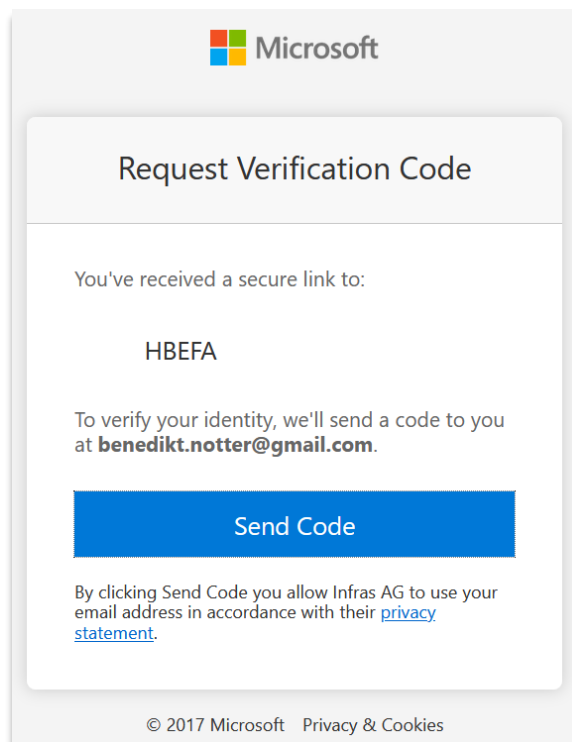 Microsoft
Request Verification Code
You've received a secure link to:
HBEFA
To verify your identity, we'll send a code to you
at benedikt.notter@gmail.com.
Send Code
By clicking Send Code you allow Infras AG to use your
email address in accordance with their privacy
statement.
© 2017 Microsoft Privacy & Cookies